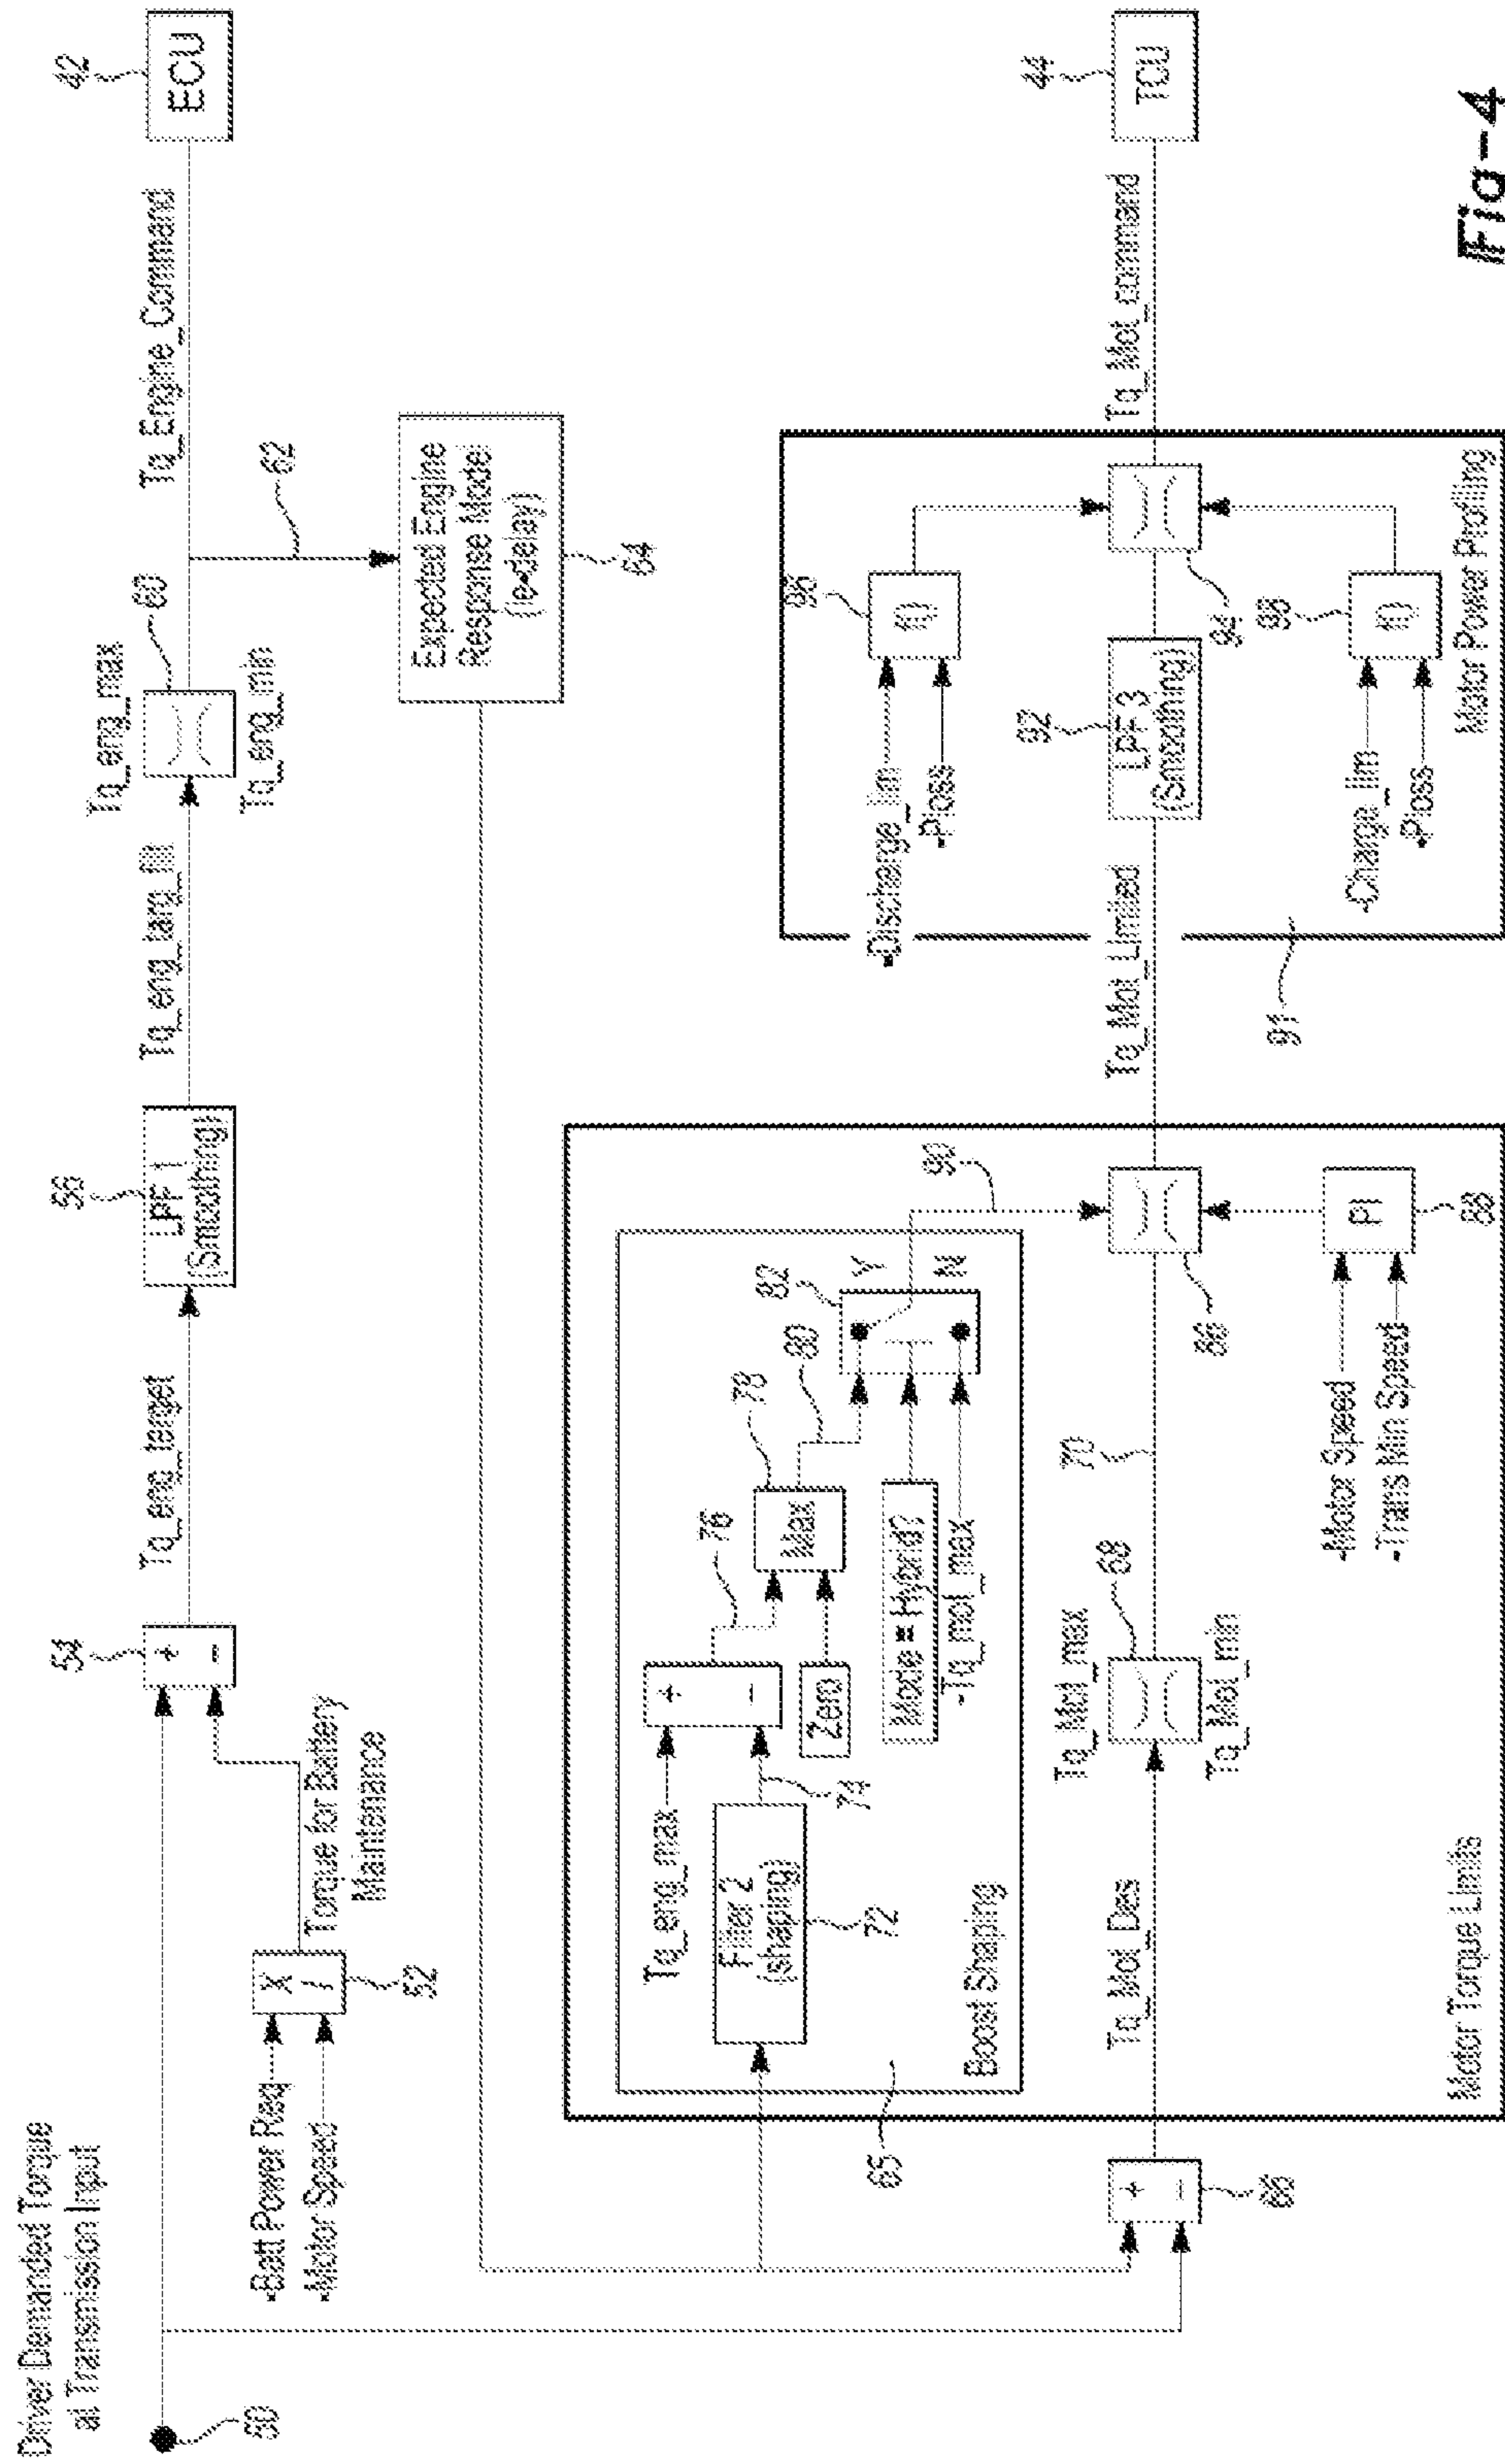 Driver Demanded Torque
at Transmission Input
50
-Batt Power Req
-Motor Speed
X
/
52
Torque for Battery
Maintenance
54
+
-
Tq_eng_target
56
LPF 1
(Smoothing)
Tq_eng_targ_filt
Tq_eng_max
60
Tq_eng_min
Tq_Engine_Command
42
ECU
62
Expected Engine
Response Model
(ie-delay)
64
65
Tq_eng_max
Filter 2
(shaping)
72
74
+
-
76
Zero
78
Max
80
Mode = Hybrid?
-Tq_mot_max
82
Y
N
Boost Shaping
90
66
+
-
Tq_Mot_Des
Tq_Mot_max
68
Tq_Mot_min
70
86
-Motor Speed
-Trans Min Speed
PI
88
Motor Torque Limits
Tq_Mot_Limited
91
-Discharge_lim
-Ploss
96
f()
92
LPF 3
(Smoothing)
94
-Charge_lim
-Ploss
98
f()
Motor Power Profiling
Tq_Mot_command
44
TCU
Fig-4